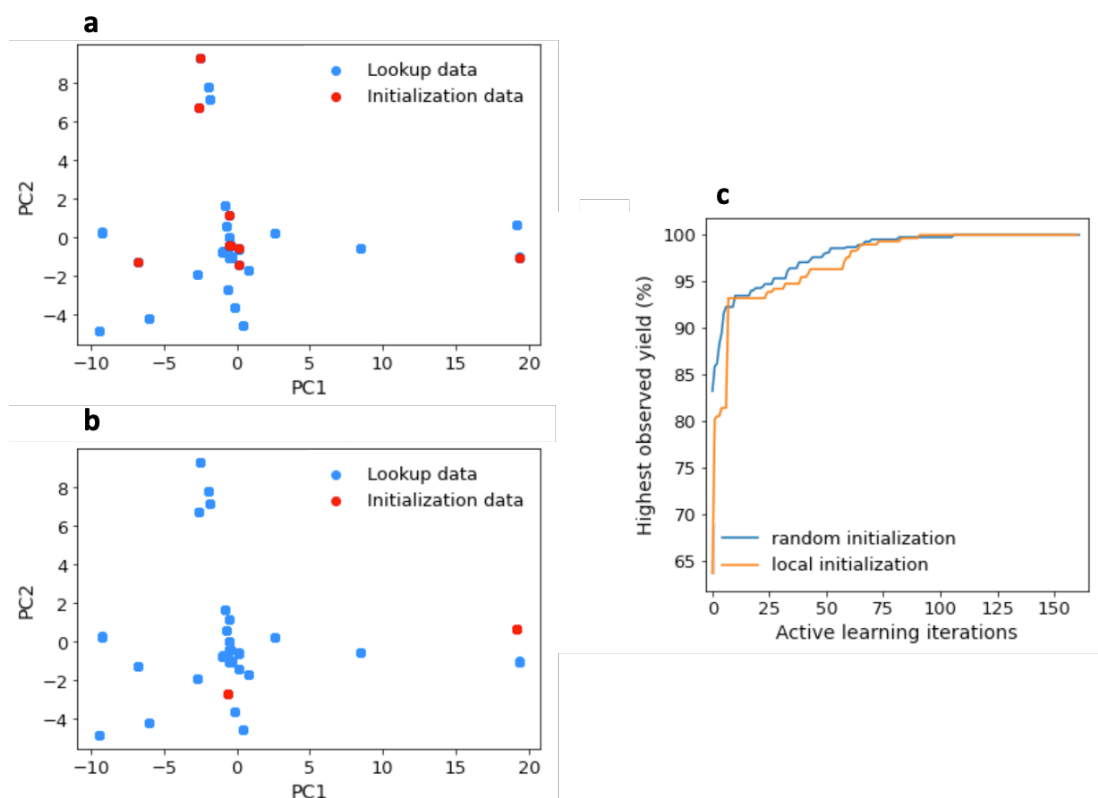 a
8
6
4
2
0
−2
−4
PC2
Lookup data
Initialization data
−10 −5 0 5 10 15 20
PC1
b
8
6
4
2
0
−2
−4
PC2
Lookup data
Initialization data
−10 −5 0 5 10 15 20
PC1
c
100
95
90
85
80
75
70
65
Highest observed yield (%)
random initialization
local initialization
0 25 50 75 100 125 150
Active learning iterations